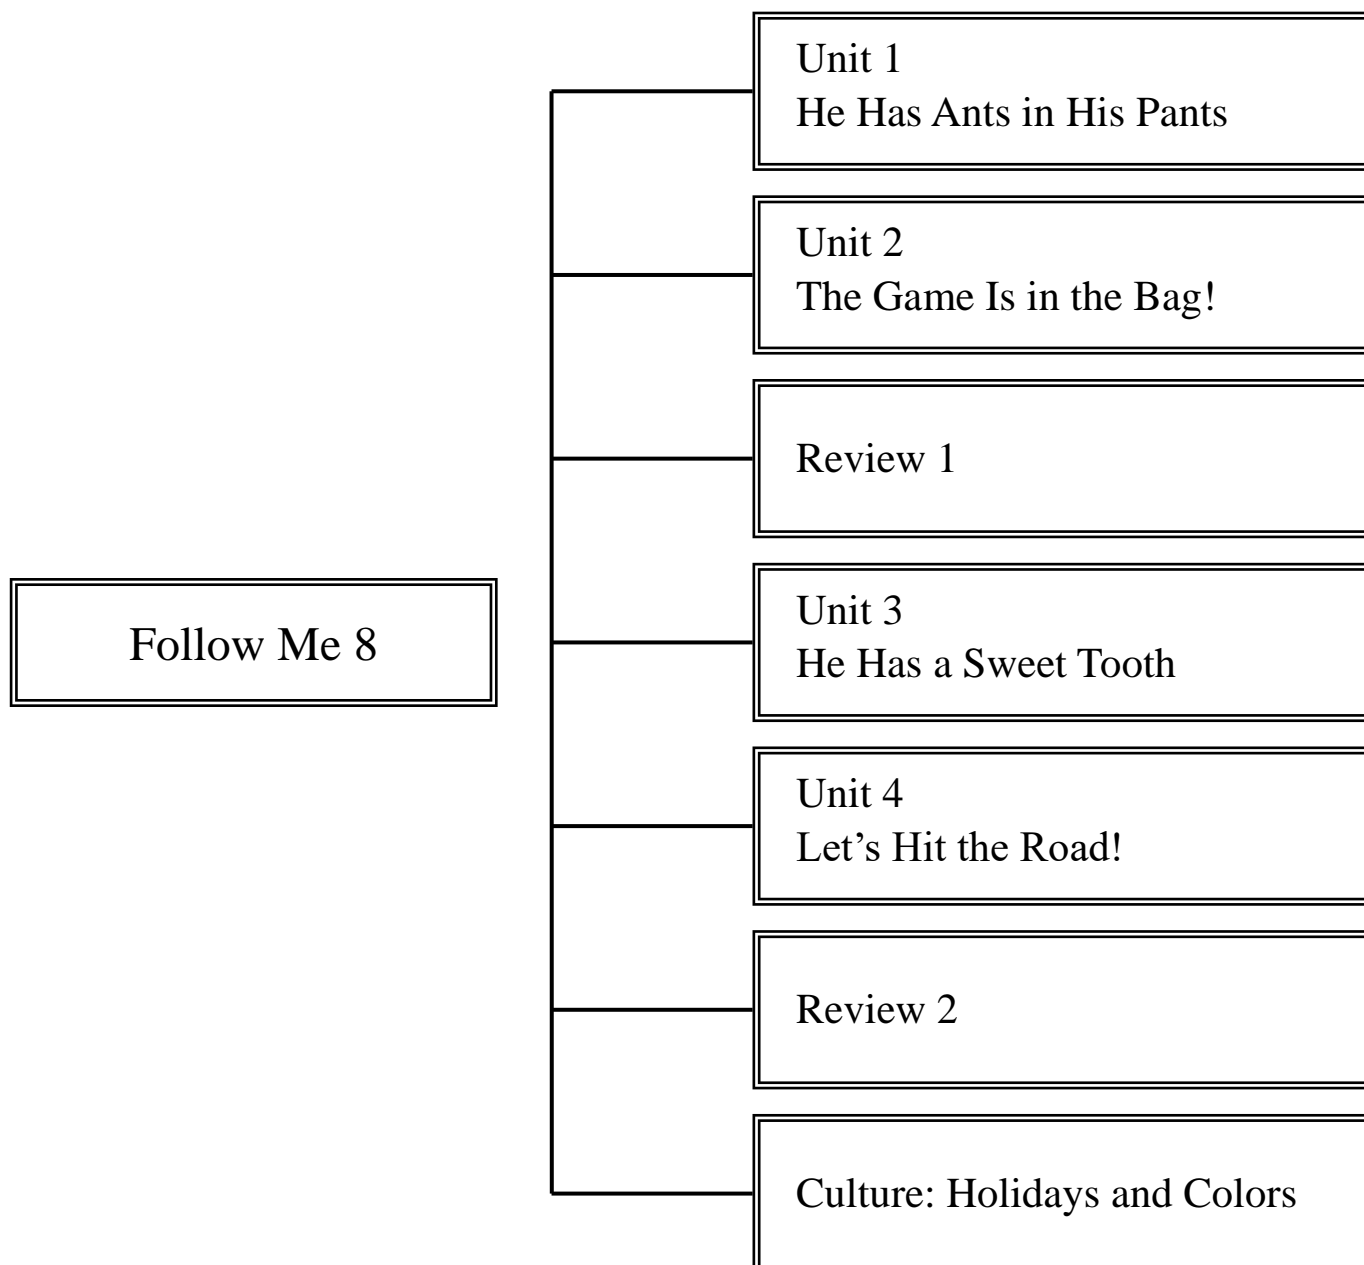 Follow Me 8
Unit 1
He Has Ants in His Pants
Unit 2
The Game Is in the Bag!
Review 1
Unit 3
He Has a Sweet Tooth
Unit 4
Let’s Hit the Road!
Review 2
Culture: Holidays and Colors